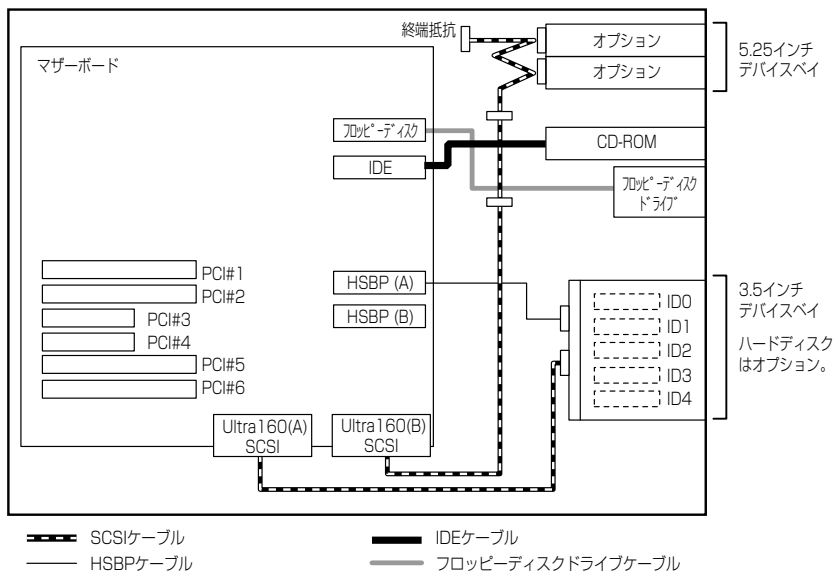 終端抵抗
オプション
オプション
5.25インチ
デバイスベイ
マザーボード
フロッピーディスク
IDE
CD-ROM
フロッピーディスク
ドライブ
PCI#1
PCI#2
PCI#3
PCI#4
PCI#5
PCI#6
HSBP (A)
HSBP (B)
ID0
ID1
ID2
ID3
ID4
3.5インチ
デバイスベイ
ハードディスク
はオプション。
Ultra160(A)
SCSI
Ultra160(B)
SCSI
SCSIケーブル
IDEケーブル
HSBPケーブル
フロッピーディスクドライブケーブル